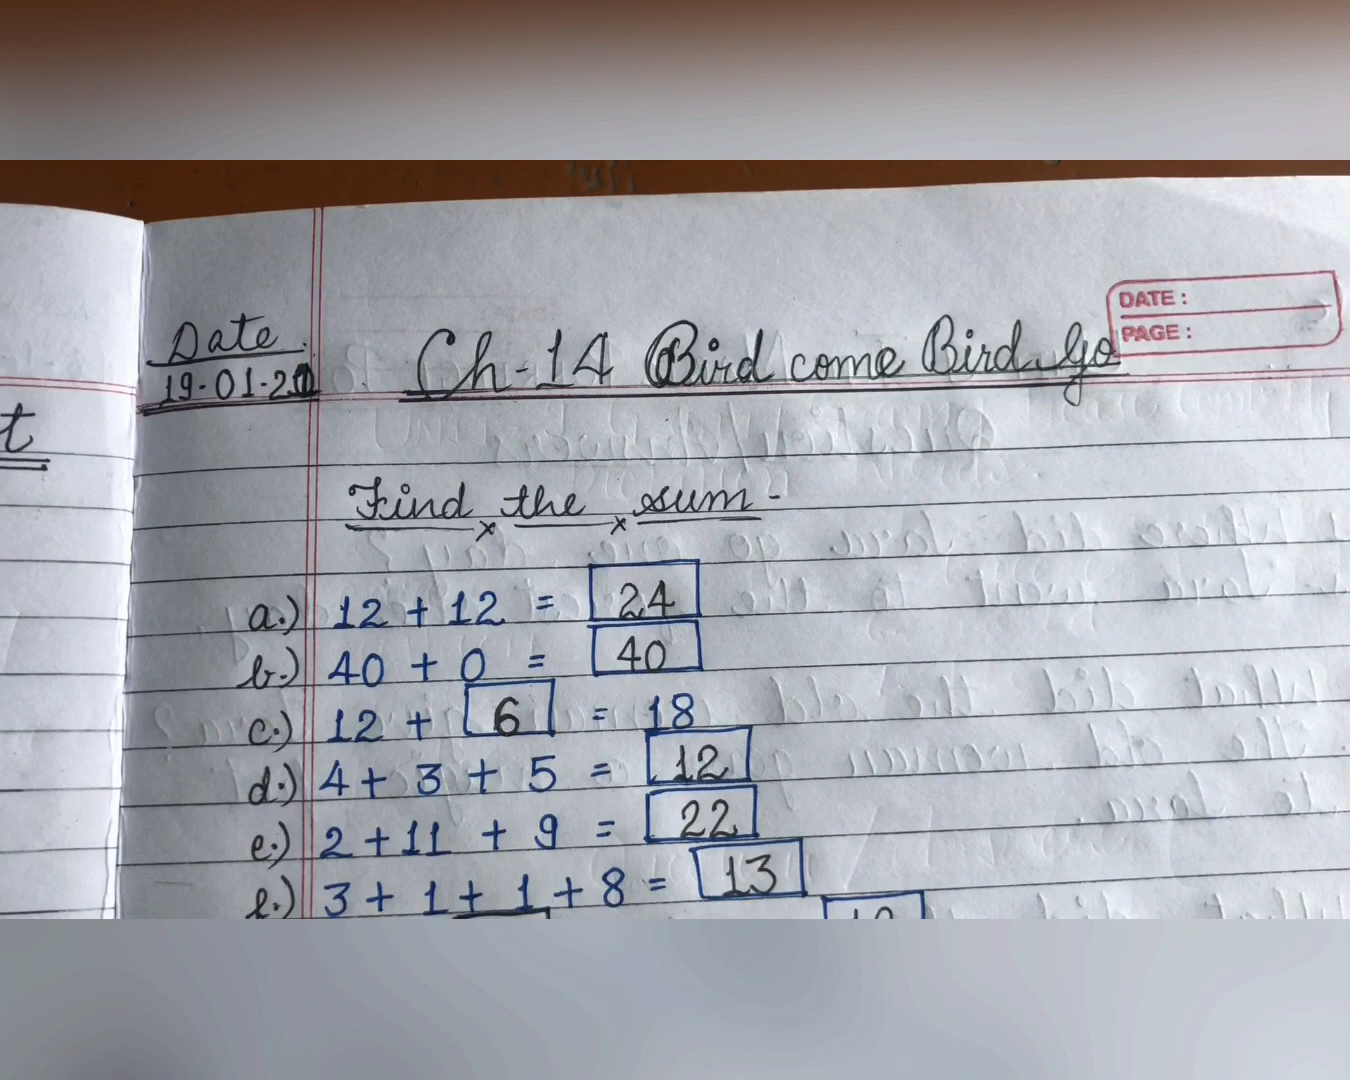 t
Date
19-01-21
Ch-14 Bird come Bird Go
DATE :
PAGE :
Find the sum -
a.) 12 + 12 = 24
b.) 40 + 0 = 40
c.) 12 + 6 = 18
d.) 4 + 3 + 5 = 12
e.) 2 + 11 + 9 = 22
f.) 3 + 1 + 1 + 8 = 13